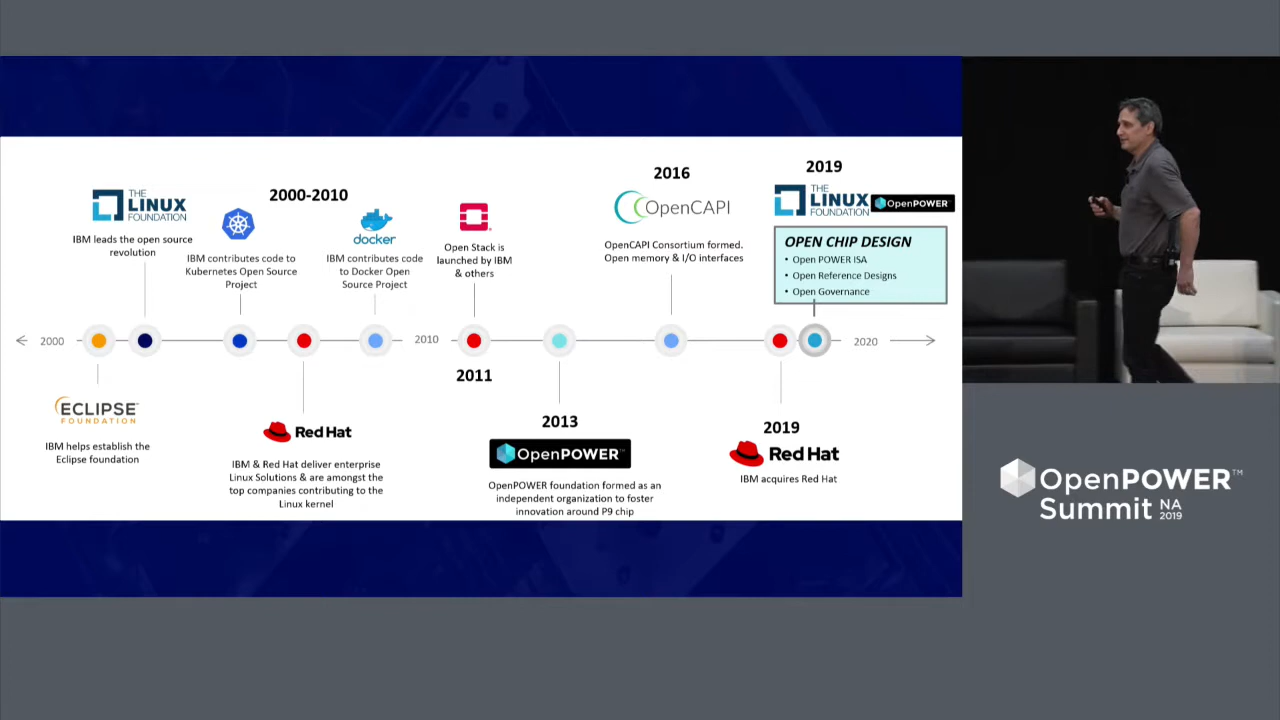 2000-2010
THE
LINUX
FOUNDATION
IBM leads the open source
revolution
IBM contributes code to
Kubernetes Open Source
Project
docker
IBM contributes code
to Docker Open
Source Project
Open Stack is
launched by IBM
& others
2016
OpenCAPI
OpenCAPI Consortium formed.
Open memory & I/O interfaces
2019
THE
LINUX
FOUNDATION
OpenPOWER
OPEN CHIP DESIGN
• Open POWER ISA
• Open Reference Designs
• Open Governance
2000
2010
2020
2011
ECLIPSE
FOUNDATION
IBM helps establish the
Eclipse foundation
Red Hat
IBM & Red Hat deliver enterprise
Linux Solutions & are amongst the
top companies contributing to the
Linux kernel
2013
OpenPOWER™
OpenPOWER foundation formed as an
independent organization to foster
innovation around P9 chip
2019
Red Hat
IBM acquires Red Hat
OpenPOWER™
Summit NA
2019